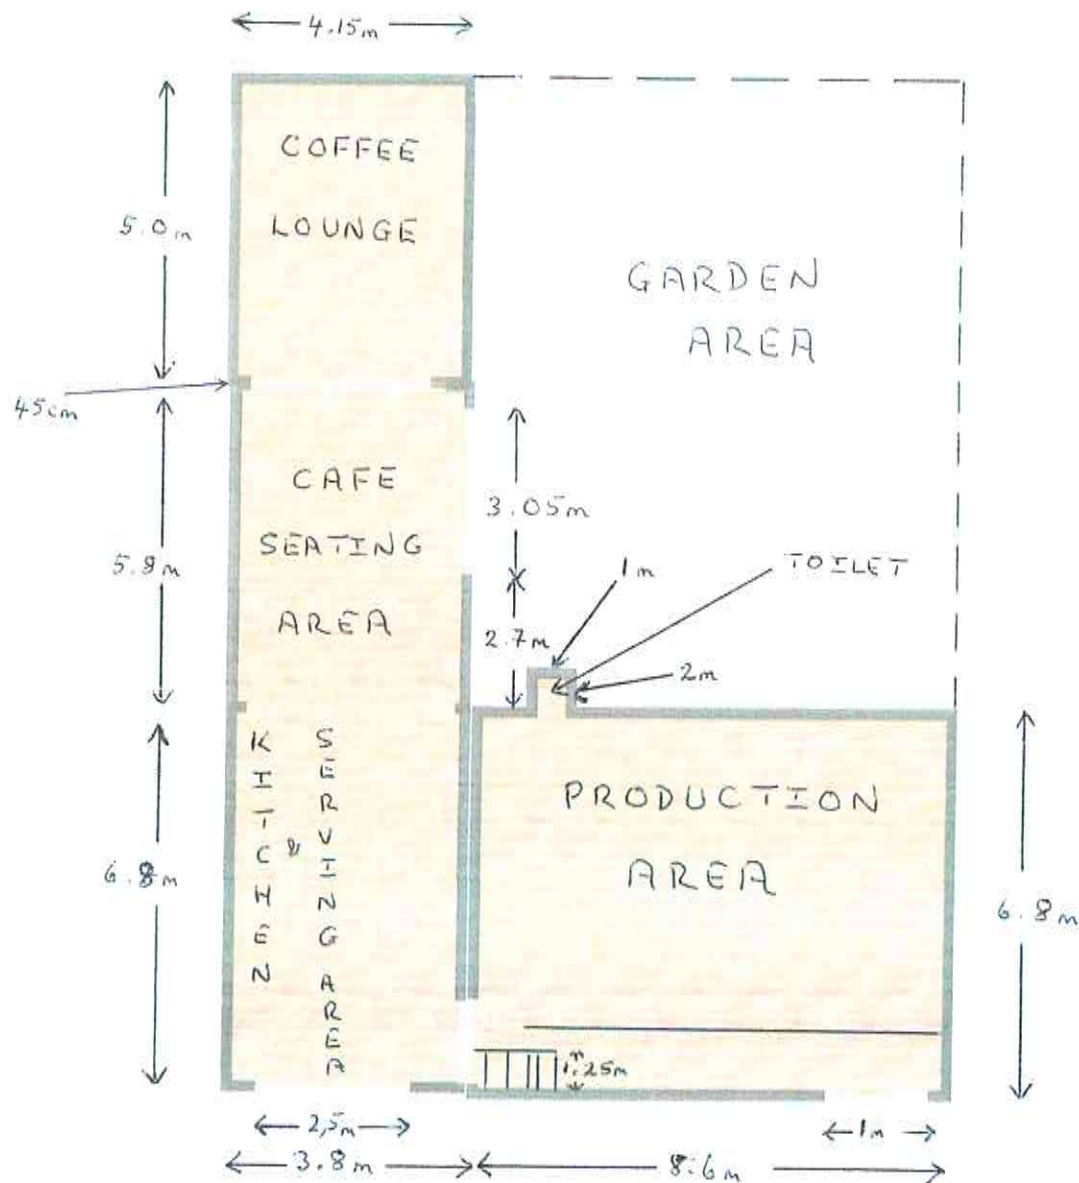 4.15m
COFFEE
LOUNGE
5.0m
GARDEN
AREA
45cm
CAFE
SEATING
AREA
3.05m
5.9m
1m
TOILET
2.7m
2m
KITCHEN
&
SERVING AREA
PRODUCTION
AREA
6.8m
6.8m
1.25m
2,5m
1m
3.8m
8.6m